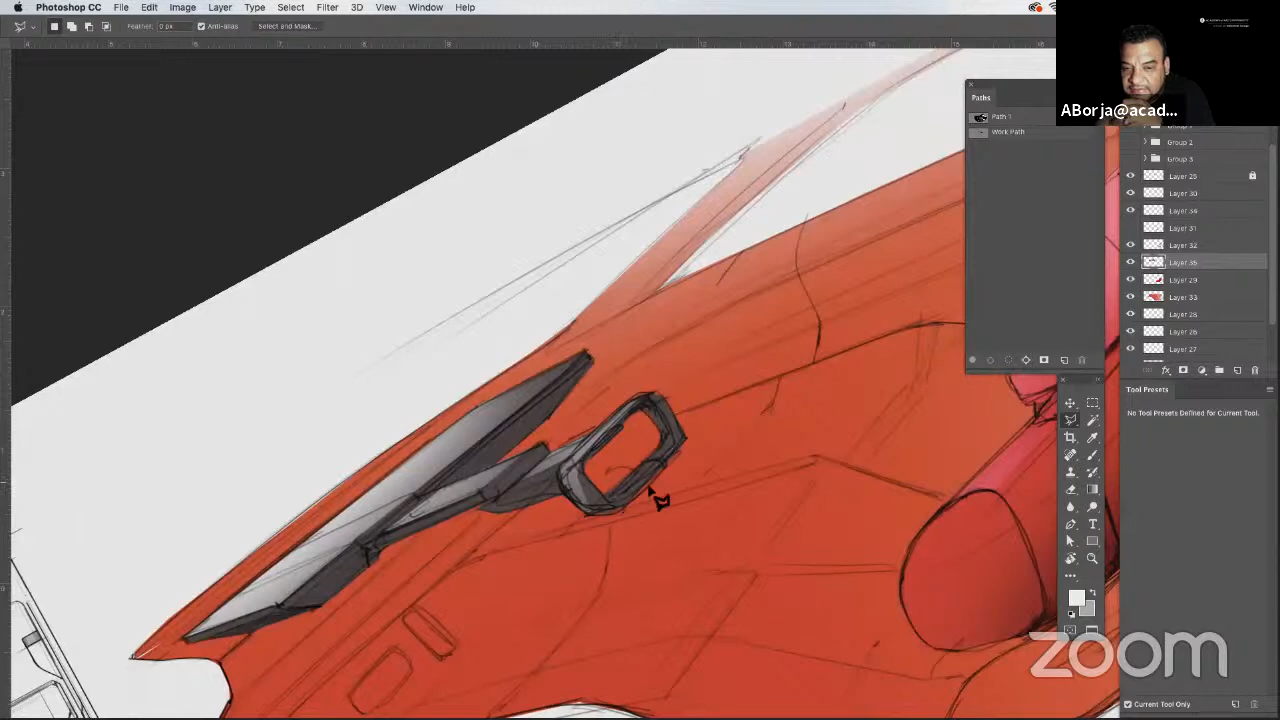 Photoshop CC File Edit Image Layer Type Select Filter 3D View Window Help
Feather: 0 px Anti-alias Select and Mask...
ABorja@acad...
Paths
Path 1
Work Path
Group 2
Group 3
Layer 25
Layer 30
Layer 34
Layer 31
Layer 32
Layer 35
Layer 29
Layer 33
Layer 28
Layer 26
Layer 27
Tool Presets
No Tool Presets Defined for Current Tool.
zoom
Current Tool Only